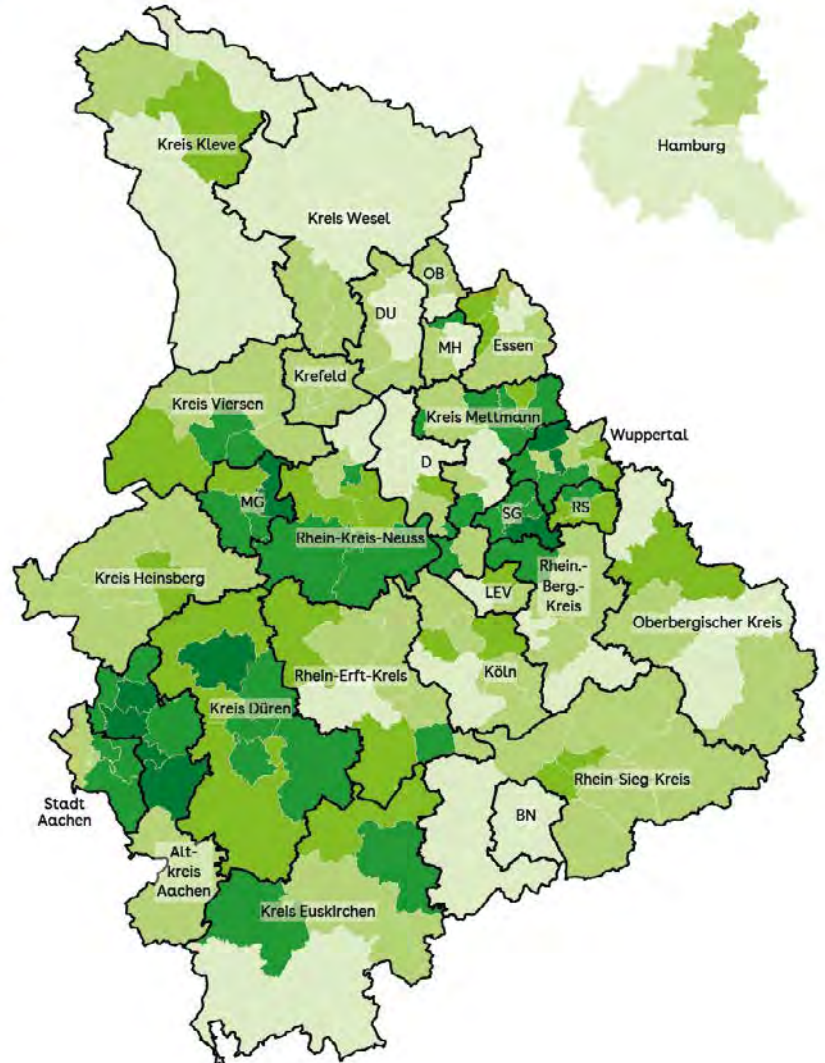 Hamburg
Kreis Kleve
Kreis Wesel
OB
DU
MH
Essen
Krefeld
Kreis Viersen
Kreis Mettmann
Wuppertal
D
MG
SG
RS
Rhein-Kreis-Neuss
Kreis Heinsberg
LEV
Rhein.-
Berg.-
Kreis
Oberbergischer Kreis
Rhein-Erft-Kreis
Köln
Kreis Düren
Rhein-Sieg-Kreis
Stadt
Aachen
BN
Alt-
kreis
Aachen
Kreis Euskirchen